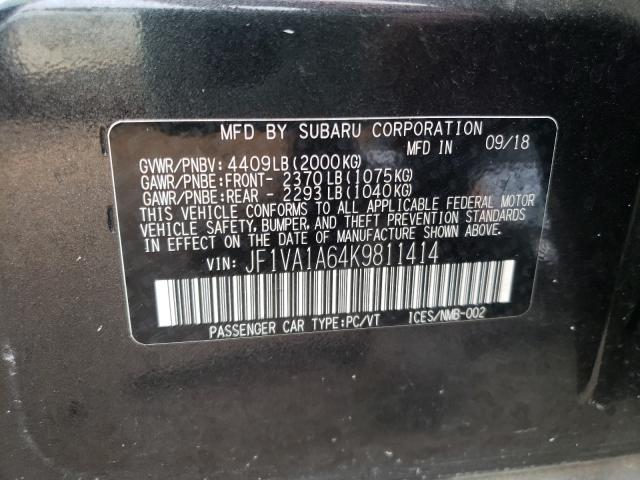 MFD BY SUBARU CORPORATION
MFD IN 09/18
GVWR/PNBV: 4409LB(2000KG)
GAWR/PNBE:FRONT- 2370LB(1075KG)
GAWR/PNBE:REAR - 2293LB(1040KG)
THIS VEHICLE CONFORMS TO ALL APPLICABLE FEDERAL MOTOR
VEHICLE SAFETY,BUMPER,AND THEFT PREVENTION STANDARDS
IN EFFECT ON THE DATE OF MANUFACTURE SHOWN ABOVE.
VIN: JF1VA1A64K9811414
PASSENGER CAR TYPE:PC/VT ICES/NMB-002